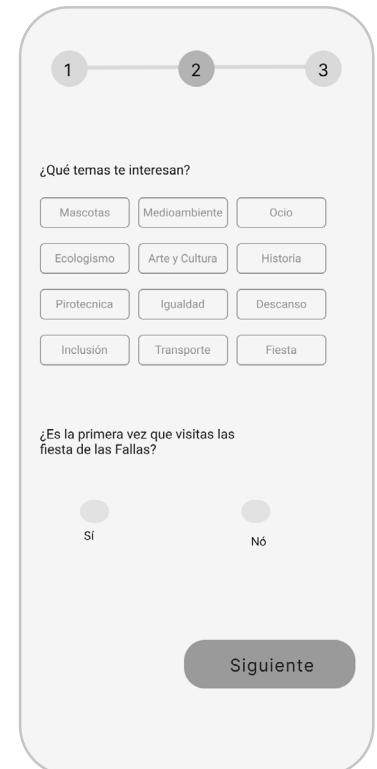 1 2 3
¿Qué temas te interesan?
Mascotas Medioambiente Ocio
Ecologismo Arte y Cultura Historia
Pirotecnica Igualdad Descanso
Inclusión Transporte Fiesta
¿Es la primera vez que visitas las
fiesta de las Fallas?
Sí Nó
Siguiente